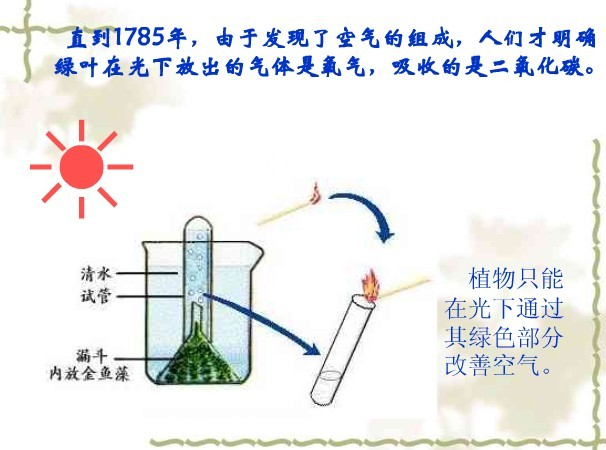 直到1785年，由于发现了空气的组成，人们才明确
绿叶在光下放出的气体是氧气，吸收的是二氧化碳。
清水
试管
漏斗
内放金鱼藻
植物只能
在光下通过
其绿色部分
改善空气。